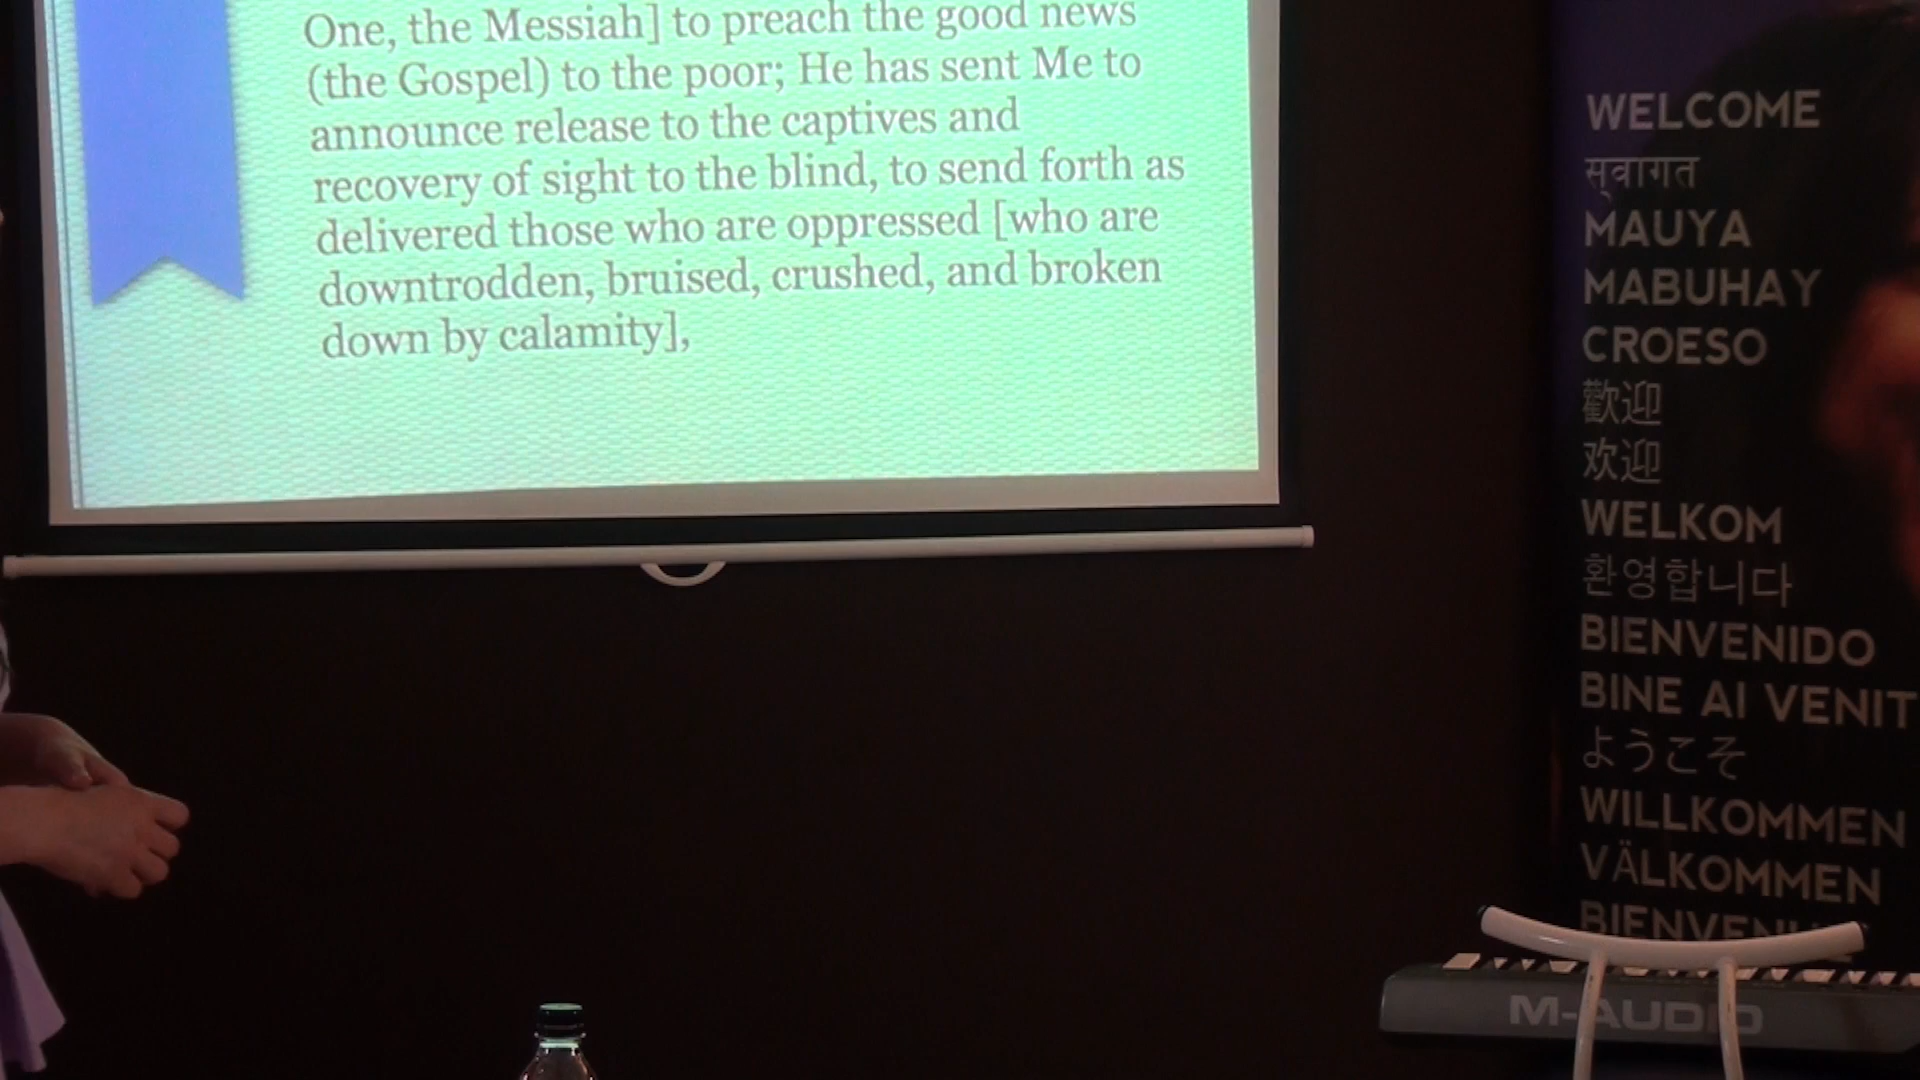 One, the Messiah] to preach the good news
(the Gospel) to the poor; He has sent Me to
announce release to the captives and
recovery of sight to the blind, to send forth as
delivered those who are oppressed [who are
downtrodden, bruised, crushed, and broken
down by calamity],
WELCOME
स्वागत
MAUYA
MABUHAY
CROESO
歡迎
欢迎
WELKOM
환영합니다
BIENVENIDO
BINE AI VENIT
ようこそ
WILLKOMMEN
VÄLKOMMEN
M-AUDIO